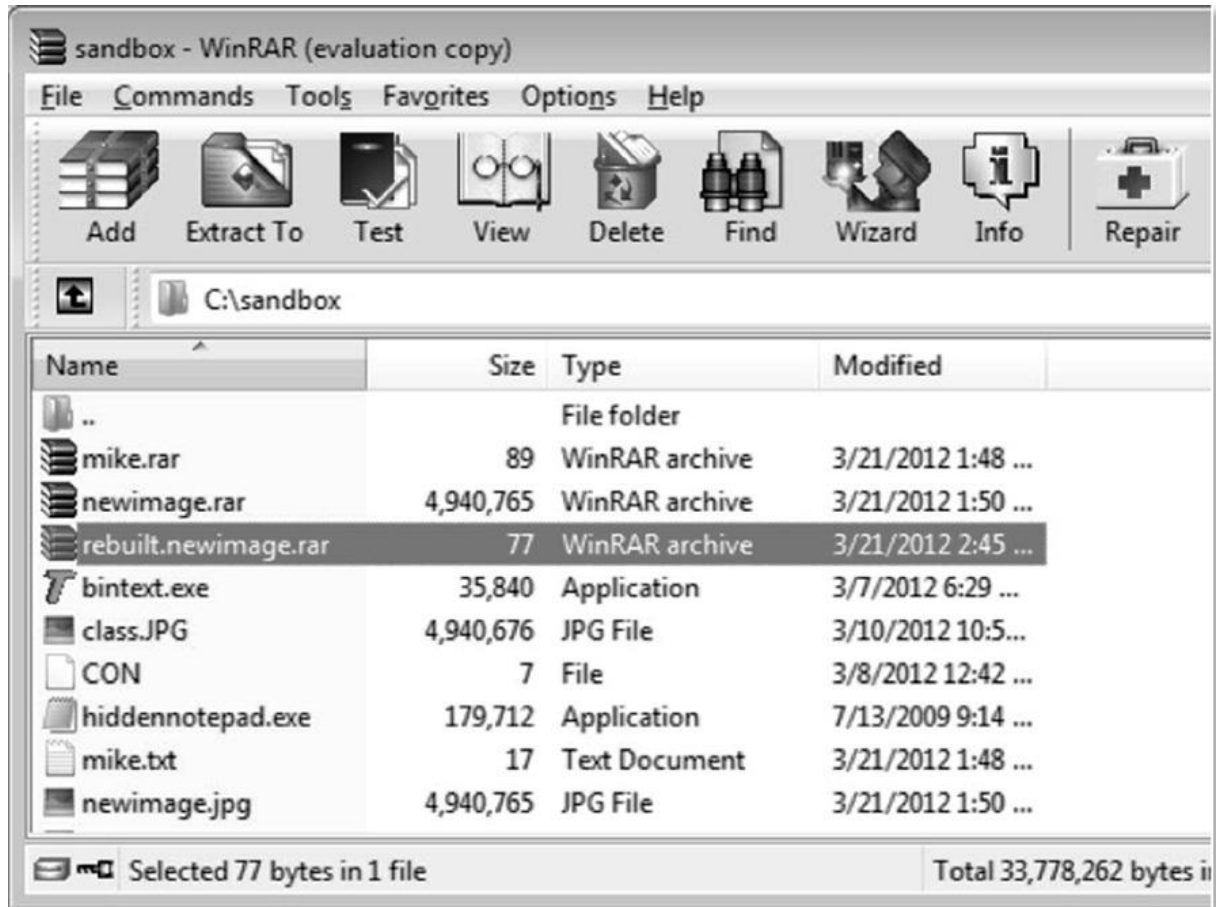 sandbox - WinRAR (evaluation copy)
File Commands Tools Favorites Options Help
Add Extract To Test View Delete Find Wizard Info Repair
C:\sandbox
Name Size Type Modified
.. File folder
mike.rar 89 WinRAR archive 3/21/2012 1:48 ...
newimage.rar 4,940,765 WinRAR archive 3/21/2012 1:50 ...
rebuilt.newimage.rar 77 WinRAR archive 3/21/2012 2:45 ...
bintext.exe 35,840 Application 3/7/2012 6:29 ...
class.JPG 4,940,676 JPG File 3/10/2012 10:5...
CON 7 File 3/8/2012 12:42 ...
hiddennotepad.exe 179,712 Application 7/13/2009 9:14 ...
mike.txt 17 Text Document 3/21/2012 1:48 ...
newimage.jpg 4,940,765 JPG File 3/21/2012 1:50 ...
Selected 77 bytes in 1 file Total 33,778,262 bytes